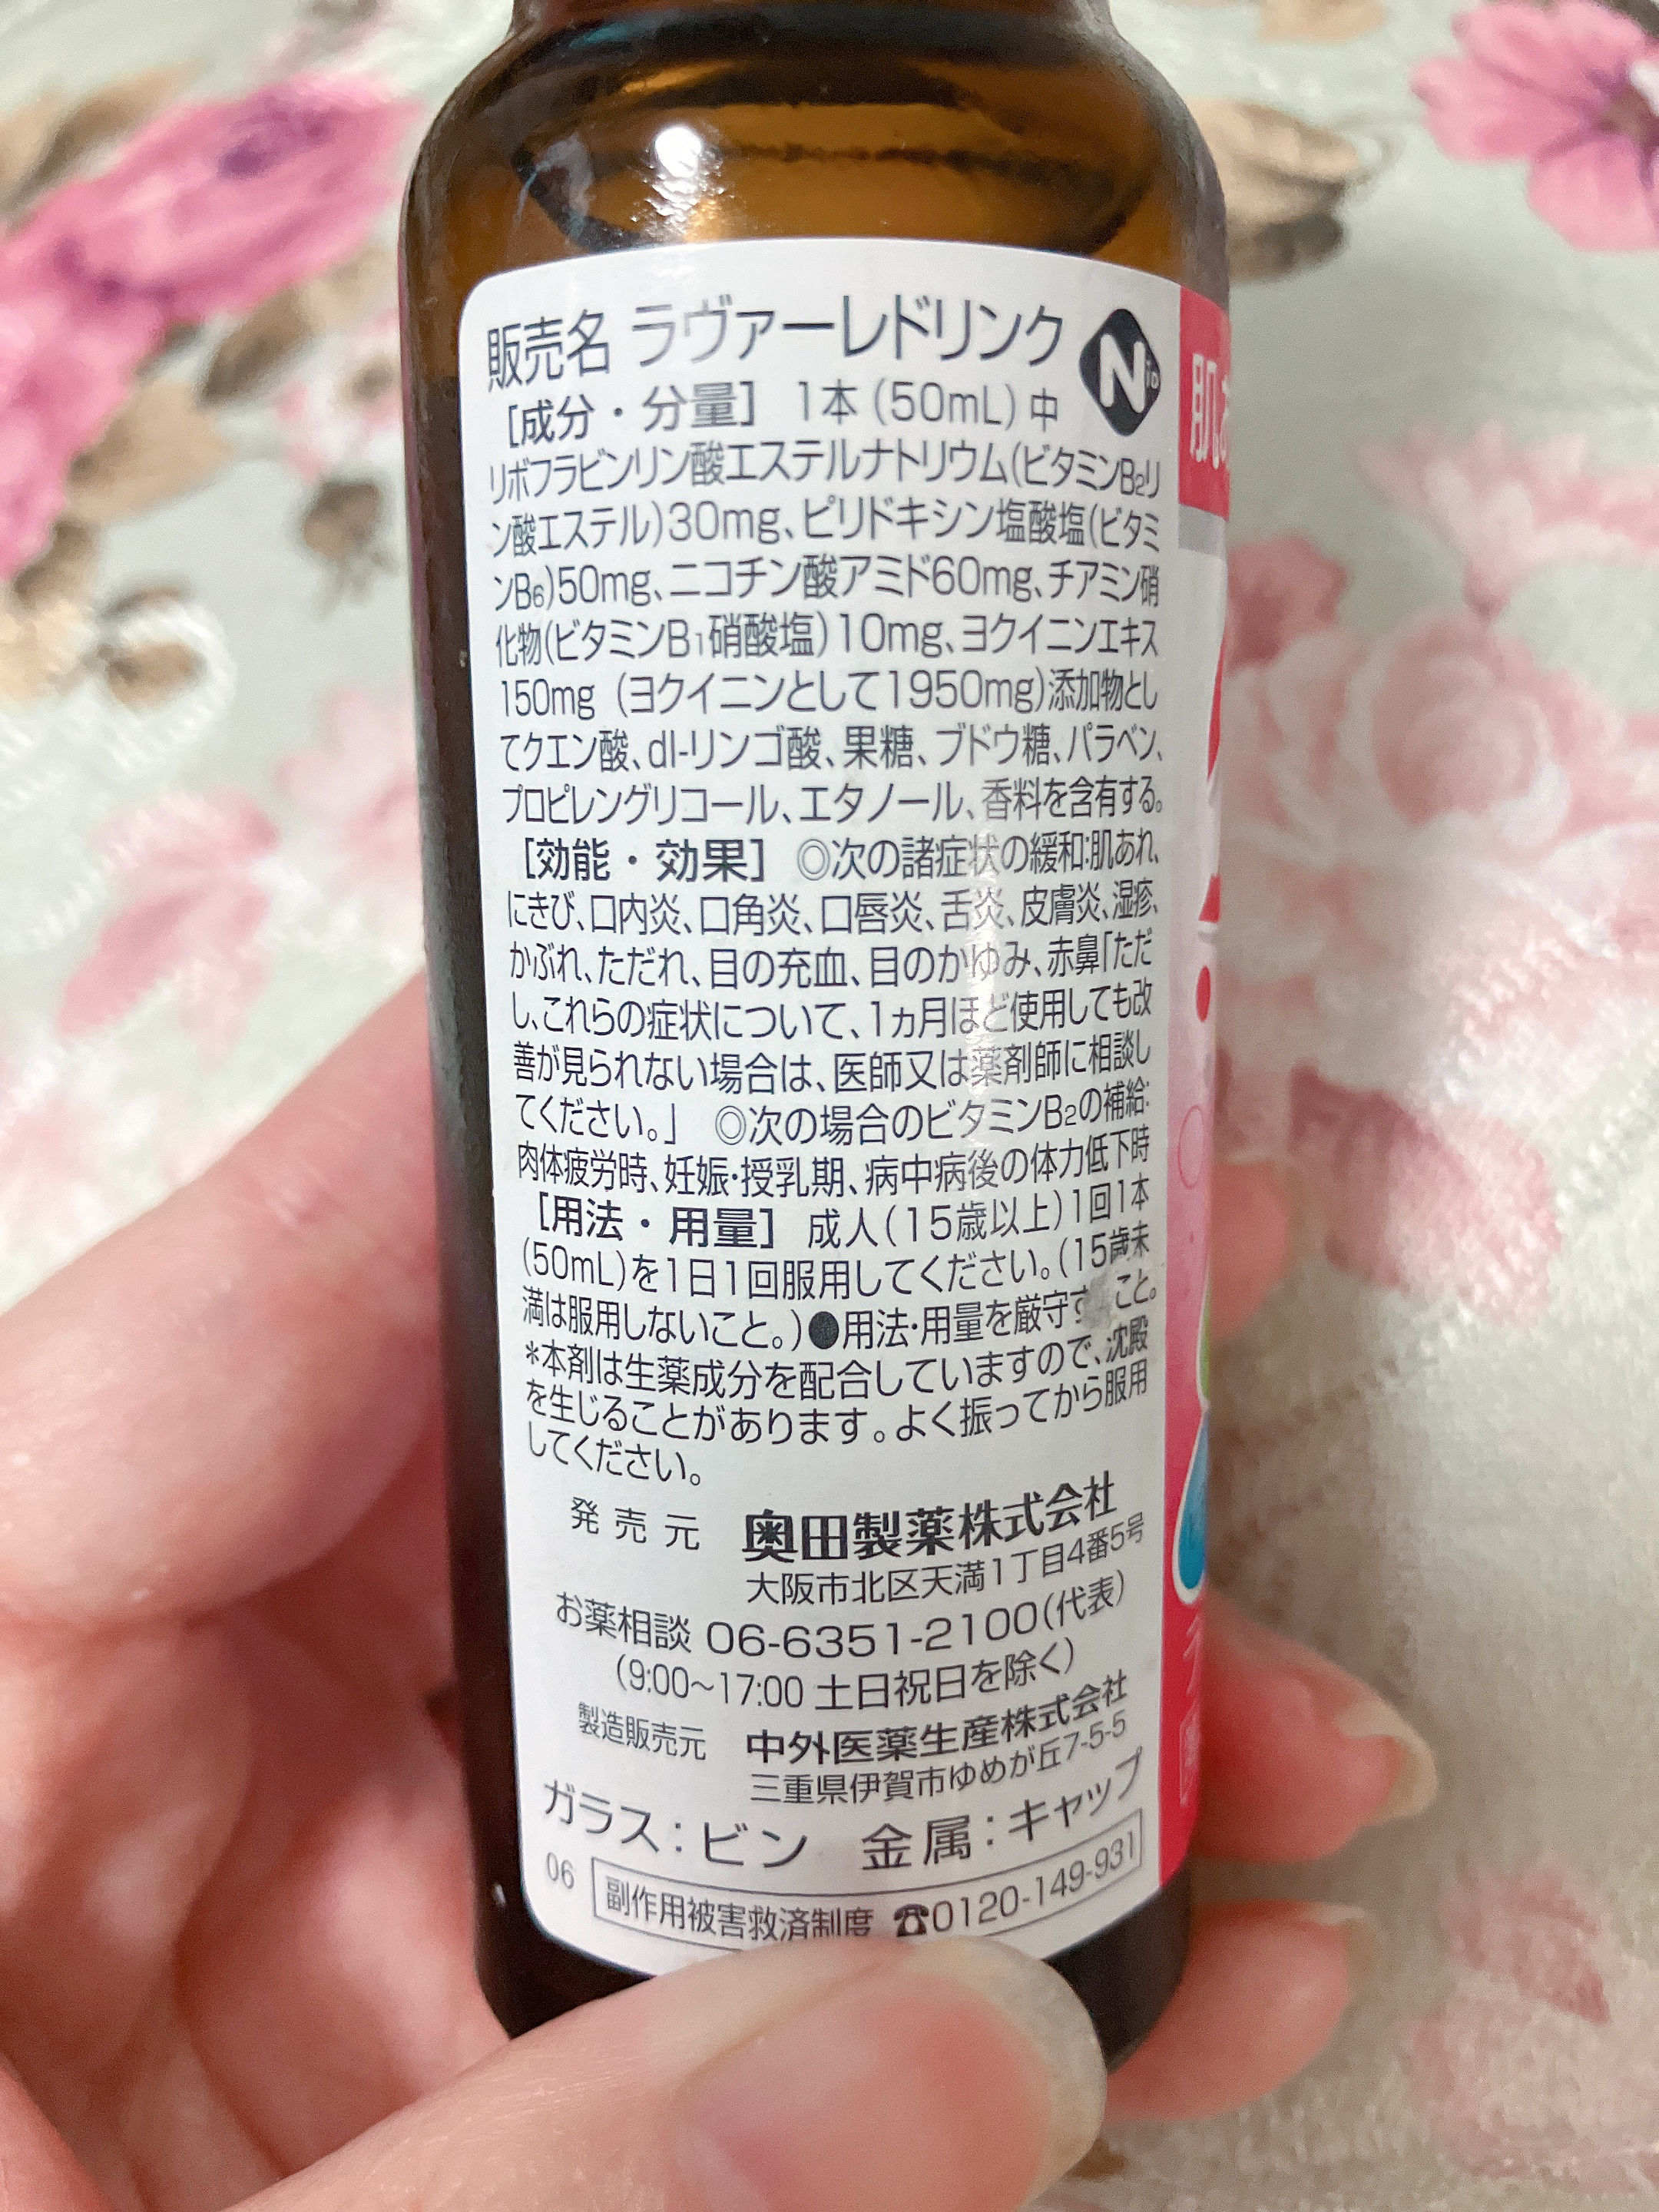 販売名 ラヴァーレドリンク
Nid
肌あ
[成分・分量] 1本(50mL)中
リボフラビンリン酸エステルナトリウム(ビタミンB2リ
ン酸エステル)30mg、ピリドキシン塩酸塩(ビタミ
ンB6)50mg、ニコチン酸アミド60mg、チアミン硝
化物(ビタミンB1硝酸塩)10mg、ヨクイニンエキス
150mg (ヨクイニンとして1950mg)添加物とし
てクエン酸、dl-リンゴ酸、果糖、ブドウ糖、パラベン、
プロピレングリコール、エタノール、香料を含有する。
[効能・効果] ◎次の諸症状の緩和:肌あれ、
にきび、口内炎、口角炎、口唇炎、舌炎、皮膚炎、湿疹、
かぶれ、ただれ、目の充血、目のかゆみ、赤鼻「ただ
し、これらの症状について、1ヵ月ほど使用しても改
善が見られない場合は、医師又は薬剤師に相談し
てください。」 ◎次の場合のビタミンB2の補給:
肉体疲労時、妊娠・授乳期、病中病後の体力低下時
[用法・用量] 成人(15歳以上)1回1本
(50mL)を1日1回服用してください。(15歳未
満は服用しないこと。)●用法・用量を厳守す こと。
*本剤は生薬成分を配合していますので、沈殿
を生じることがあります。よく振ってから服用
してください。
発売元 奥田製薬株式会社
大阪市北区天満1丁目4番5号
お薬相談 06-6351-2100(代表)
(9:00～17:00 土日祝日を除く)
製造販売元 中外医薬生産株式会社
三重県伊賀市ゆめが丘7-5-5
ガラス:ビン 金属:キャップ
06 副作用被害救済制度 ☎0120-149-931